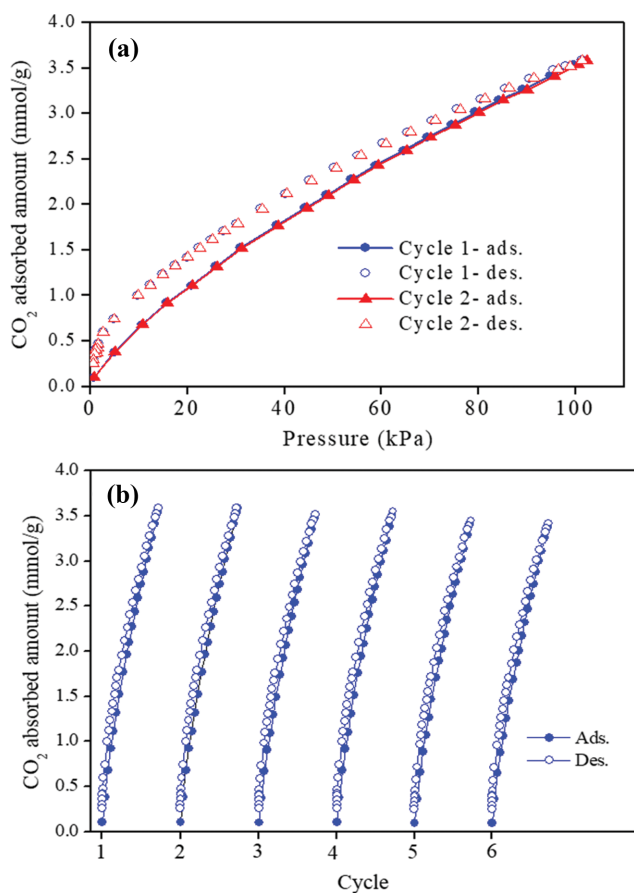 (a)
4.0
3.5
3.0
2.5
2.0
1.5
1.0
0.5
0.0
CO2 adsorbed amount (mmol/g)
Cycle 1- ads.
Cycle 1- des.
Cycle 2- ads.
Cycle 2- des.
0 20 40 60 80 100
Pressure (kPa)
(b)
4.0
3.5
3.0
2.5
2.0
1.5
1.0
0.5
0.0
CO2 absorbed amount (mmol/g)
Ads.
Des.
1 2 3 4 5 6
Cycle